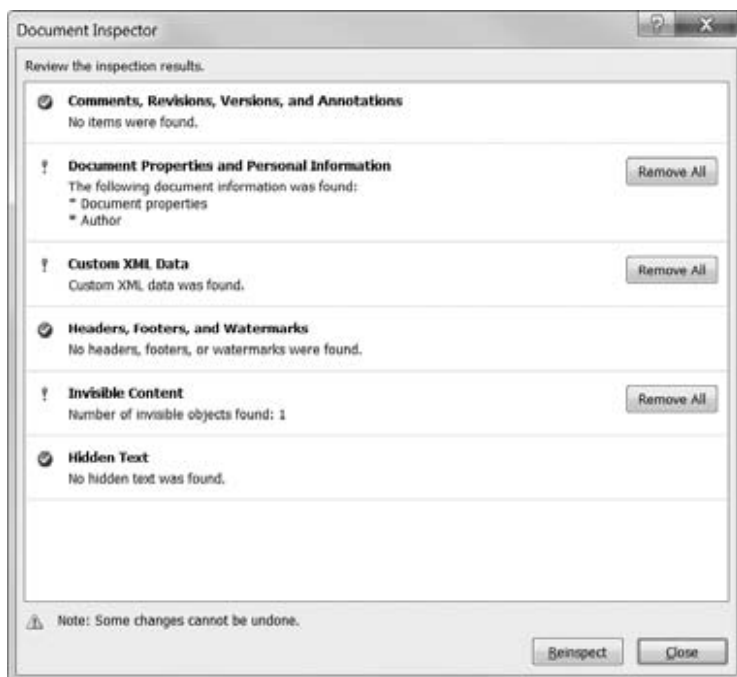 Document Inspector
Review the inspection results.
Comments, Revisions, Versions, and Annotations
No items were found.
Document Properties and Personal Information
Remove All
The following document information was found:
* Document properties
* Author
Custom XML Data
Remove All
Custom XML data was found.
Headers, Footers, and Watermarks
No headers, footers, or watermarks were found.
Invisible Content
Remove All
Number of invisible objects found: 1
Hidden Text
No hidden text was found.
Note: Some changes cannot be undone.
Reinspect Close